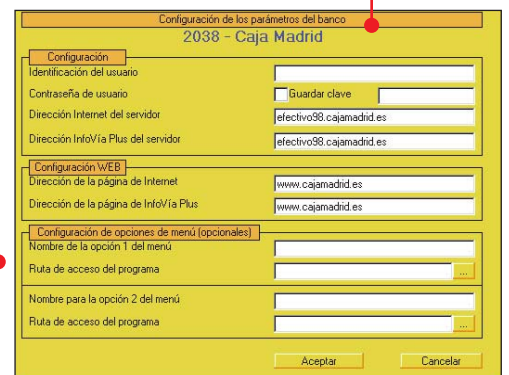 Configuración de los parámetros del banco
2038 - Caja Madrid
Configuración
Identificación del usuario
Contraseña de usuario Guardar clave
Dirección Internet del servidor efectivo98.cajamadrid.es
Dirección InfoVía Plus del servidor efectivo98.cajamadrid.es
Configuración WEB
Dirección de la página de Internet www.cajamadrid.es
Dirección de la página de InfoVía Plus www.cajamadrid.es
Configuración de opciones de menú (opcionales)
Nombre de la opción 1 del menú
Ruta de acceso del programa ...
Nombre para la opción 2 del menú
Ruta de acceso del programa ...
Aceptar Cancelar